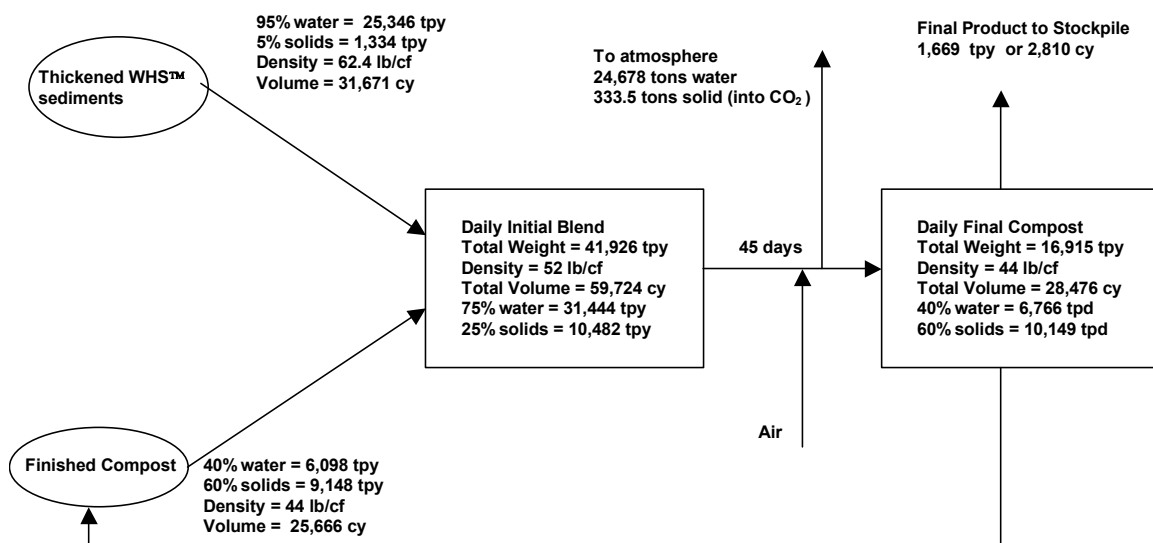 95% water = 25,346 tpy
5% solids = 1,334 tpy
Density = 62.4 lb/cf
Volume = 31,671 cy
Thickened WHS™
sediments
To atmosphere
24,678 tons water
333.5 tons solid (into CO₂ )
Final Product to Stockpile
1,669 tpy or 2,810 cy
Daily Initial Blend
Total Weight = 41,926 tpy
Density = 52 lb/cf
Total Volume = 59,724 cy
75% water = 31,444 tpy
25% solids = 10,482 tpy
45 days
Daily Final Compost
Total Weight = 16,915 tpy
Density = 44 lb/cf
Total Volume = 28,476 cy
40% water = 6,766 tpd
60% solids = 10,149 tpd
Air
Finished Compost
40% water = 6,098 tpy
60% solids = 9,148 tpy
Density = 44 lb/cf
Volume = 25,666 cy